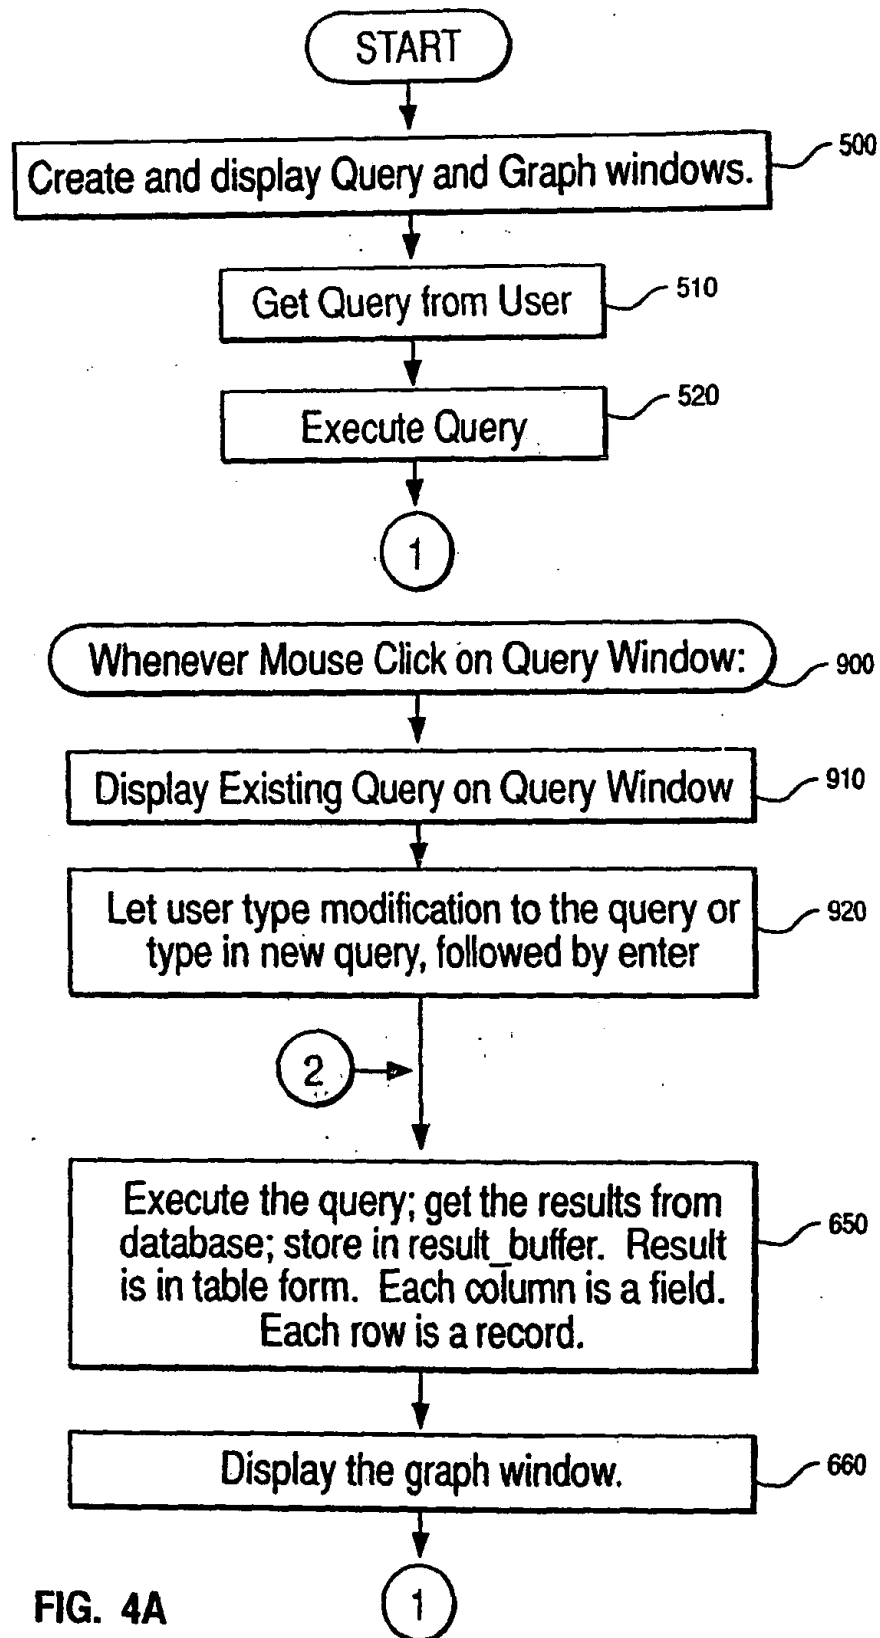 START
Create and display Query and Graph windows.
500
Get Query from User
510
Execute Query
520
1
Whenever Mouse Click on Query Window:
900
Display Existing Query on Query Window
910
Let user type modification to the query or
type in new query, followed by enter
920
2
Execute the query; get the results from
database; store in result_buffer. Result
is in table form. Each column is a field.
Each row is a record.
650
Display the graph window.
660
1
FIG. 4A